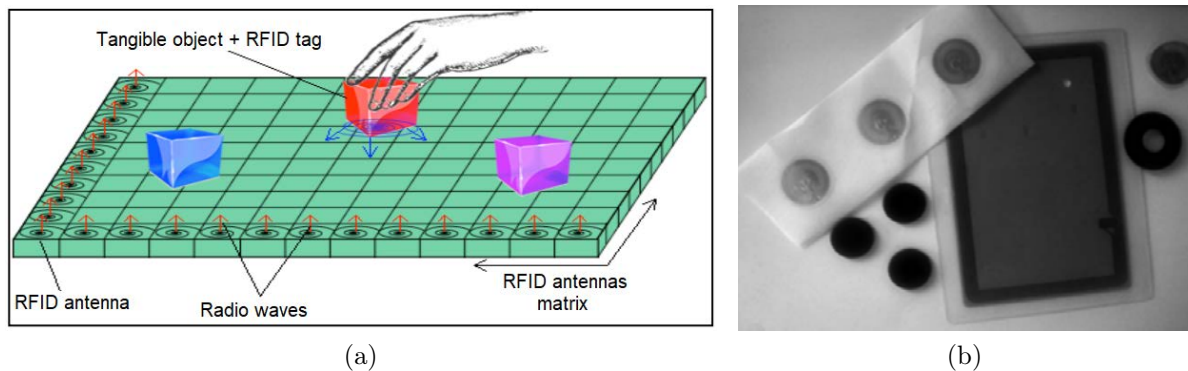 Tangible object + RFID tag
RFID antenna
Radio waves
RFID antennas
matrix
(a)
(b)